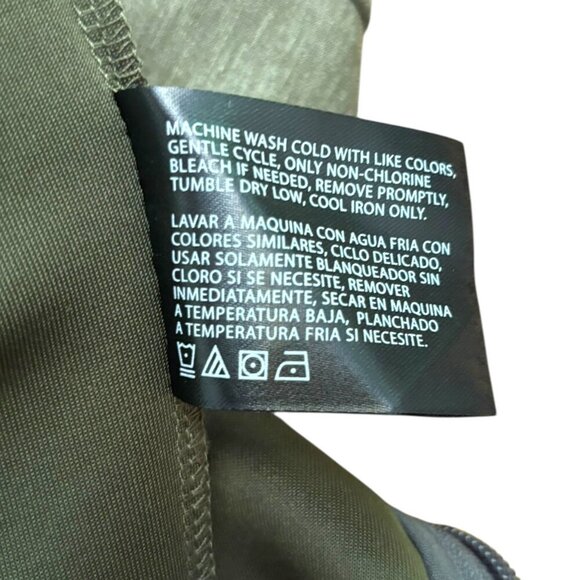 MACHINE WASH COLD WITH LIKE COLORS,
GENTLE CYCLE, ONLY NON-CHLORINE
BLEACH IF NEEDED, REMOVE PROMPTLY,
TUMBLE DRY LOW, COOL IRON ONLY.
LAVAR A MAQUINA CON AGUA FRIA CON
COLORES SIMILARES, CICLO DELICADO,
USAR SOLAMENTE BLANQUEADOR SIN
CLORO SI SE NECESITE, REMOVER
INMEDIATAMENTE, SECAR EN MAQUINA
A TEMPERATURA BAJA, PLANCHADO
A TEMPERATURA FRIA SI NECESITE.